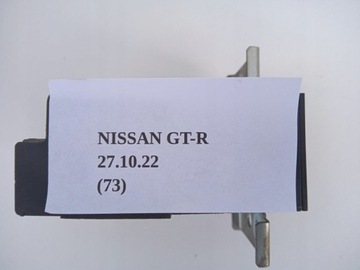 NISSAN GT-R
27.10.22
(73)